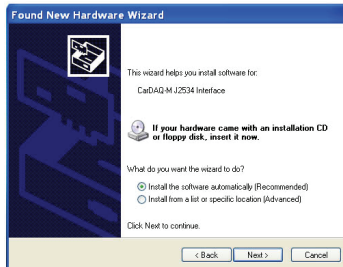 Found New Hardware Wizard
This wizard helps you install software for:
CarDAQ-M J2534 Interface
If your hardware came with an installation CD
or floppy disk, insert it now.
What do you want the wizard to do?
Install the software automatically (Recommended)
Install from a list or specific location (Advanced)
Click Next to continue.
< Back Next > Cancel